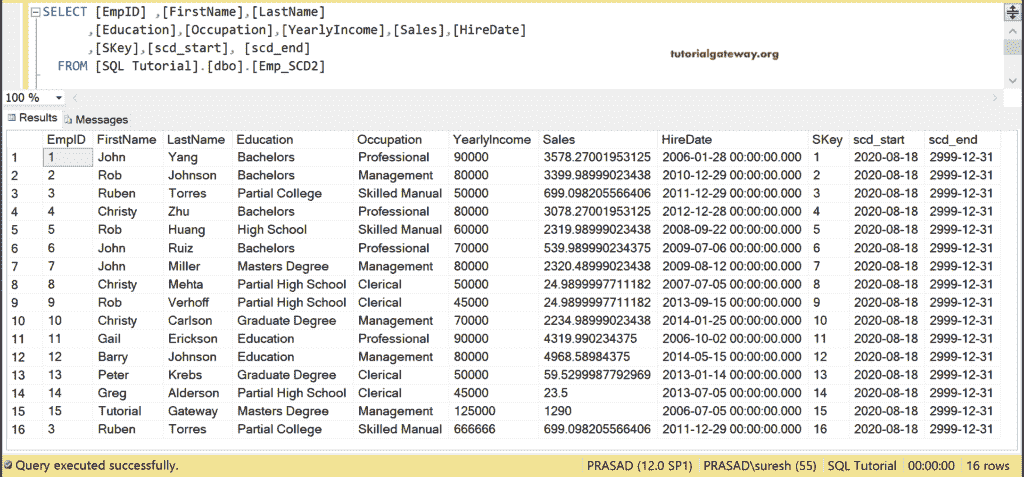 SELECT [EmpID] ,[FirstName],[LastName]
,[Education],[Occupation],[YearlyIncome],[Sales],[HireDate]
,[SKey],[scd_start], [scd_end]
FROM [SQL Tutorial].[dbo].[Emp_SCD2]
tutorialgateway.org
100 %
Results Messages
EmpID FirstName LastName Education Occupation YearlyIncome Sales HireDate SKey scd_start scd_end
1 1 John Yang Bachelors Professional 90000 3578.27001953125 2006-01-28 00:00:00.000 1 2020-08-18 2999-12-31
2 2 Rob Johnson Bachelors Management 80000 3399.98999023438 2010-12-29 00:00:00.000 2 2020-08-18 2999-12-31
3 3 Ruben Torres Partial College Skilled Manual 50000 699.098205566406 2011-12-29 00:00:00.000 3 2020-08-18 2999-12-31
4 4 Christy Zhu Bachelors Professional 80000 3078.27001953125 2012-12-28 00:00:00.000 4 2020-08-18 2999-12-31
5 5 Rob Huang High School Skilled Manual 60000 2319.98999023438 2008-09-22 00:00:00.000 5 2020-08-18 2999-12-31
6 6 John Ruiz Bachelors Professional 70000 539.989990234375 2009-07-06 00:00:00.000 6 2020-08-18 2999-12-31
7 7 John Miller Masters Degree Management 80000 2320.48999023438 2009-08-12 00:00:00.000 7 2020-08-18 2999-12-31
8 8 Christy Mehta Partial High School Clerical 50000 24.9899997711182 2007-07-05 00:00:00.000 8 2020-08-18 2999-12-31
9 9 Rob Verhoff Partial High School Clerical 45000 24.9899997711182 2013-09-15 00:00:00.000 9 2020-08-18 2999-12-31
10 10 Christy Carlson Graduate Degree Management 70000 2234.98999023438 2014-01-25 00:00:00.000 10 2020-08-18 2999-12-31
11 11 Gail Erickson Education Professional 90000 4319.990234375 2006-10-02 00:00:00.000 11 2020-08-18 2999-12-31
12 12 Barry Johnson Education Management 80000 4968.58984375 2014-05-15 00:00:00.000 12 2020-08-18 2999-12-31
13 13 Peter Krebs Graduate Degree Clerical 50000 59.5299987792969 2013-01-14 00:00:00.000 13 2020-08-18 2999-12-31
14 14 Greg Alderson Partial High School Clerical 45000 23.5 2013-07-05 00:00:00.000 14 2020-08-18 2999-12-31
15 15 Tutorial Gateway Masters Degree Management 125000 1290 2006-07-05 00:00:00.000 15 2020-08-18 2999-12-31
16 3 Ruben Torres Partial College Skilled Manual 666666 699.098205566406 2011-12-29 00:00:00.000 16 2020-08-18 2999-12-31
Query executed successfully. PRASAD (12.0 SP1) PRASAD\suresh (55) SQL Tutorial 00:00:00 16 rows